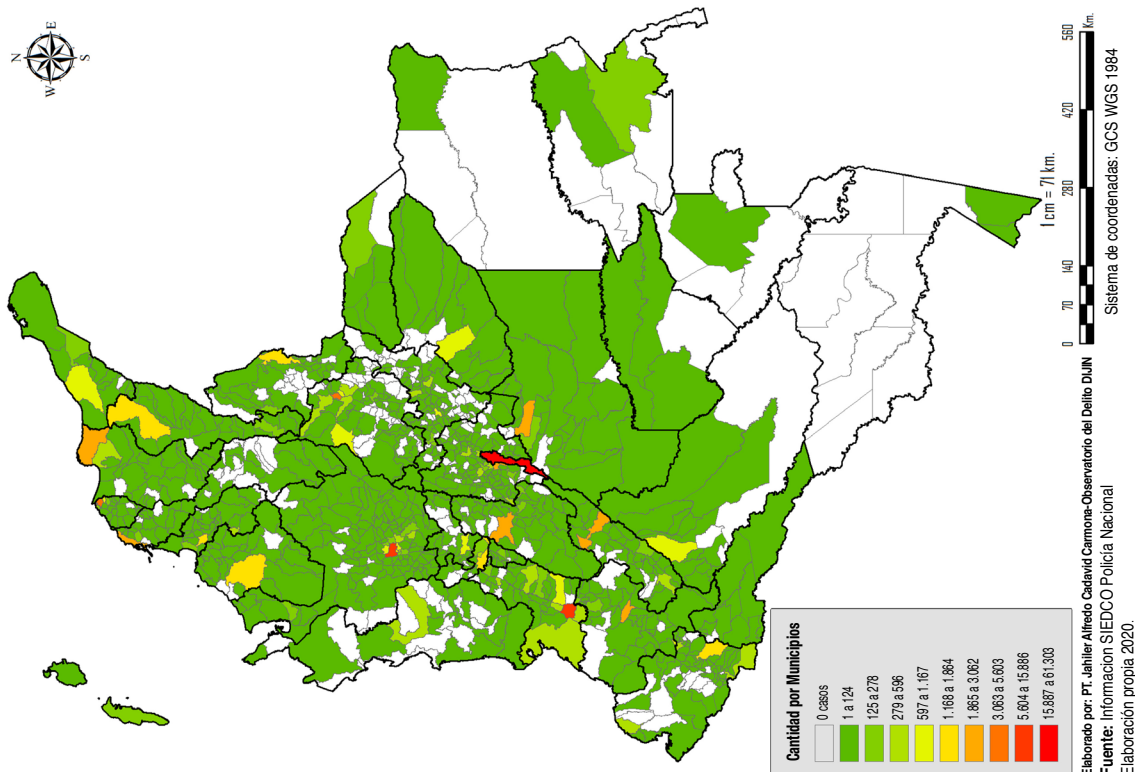 N
W
E
S
Cantidad por Municipios
0 casos
1 a 124
125 a 278
279 a 596
597 a 1.167
1.168 a 1.864
1.865 a 3.062
3.063 a 5.603
5.604 a 15.886
15.887 a 61.303
1 cm = 71 km.
0 70 140 280 420 560
Km.
Sistema de coordenadas: GCS WGS 1984
Elaborado por: PT. Jahiler Alfredo Cadavid Carmona-Observatorio del Delito DIJIN
Fuente: Informacion SIEDCO Policía Nacional
Elaboración propia 2020.